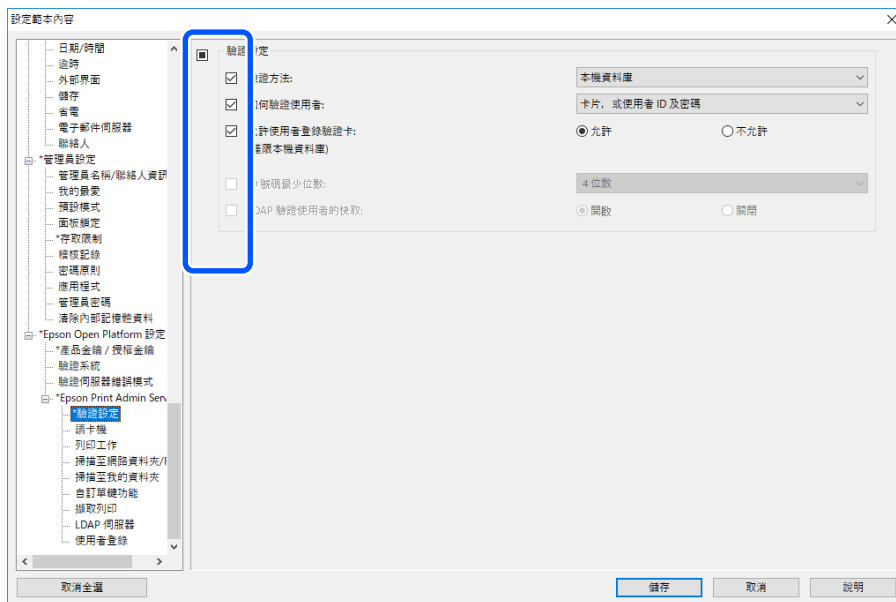 設定範本內容
日期/時間
逾時
外部界面
儲存
省電
電子郵件伺服器
聯絡人
*管理員設定
管理員名稱/聯絡人資訊
我的最愛
預設模式
面板鎖定
*存取限制
稽核記錄
密碼原則
應用程式
管理員密碼
清除內部記憶體資料
*Epson Open Platform 設定
*產品金鑰 / 授權金鑰
驗證系統
驗證伺服器錯誤模式
*Epson Print Admin Serv
*驗證設定
讀卡機
列印工作
掃描至網路資料夾/F
掃描至我的資料夾
自訂單鍵功能
擷取列印
LDAP 伺服器
使用者登錄
取消全選
驗證 定
證方法: 本機資料庫
何驗證使用者: 卡片，或使用者 ID 及密碼
許使用者登錄驗證卡: 允許 不允許
僅限本機資料庫)
號碼最少位數: 4 位數
DAP 驗證使用者的快取: 開啟 關閉
儲存 取消 說明